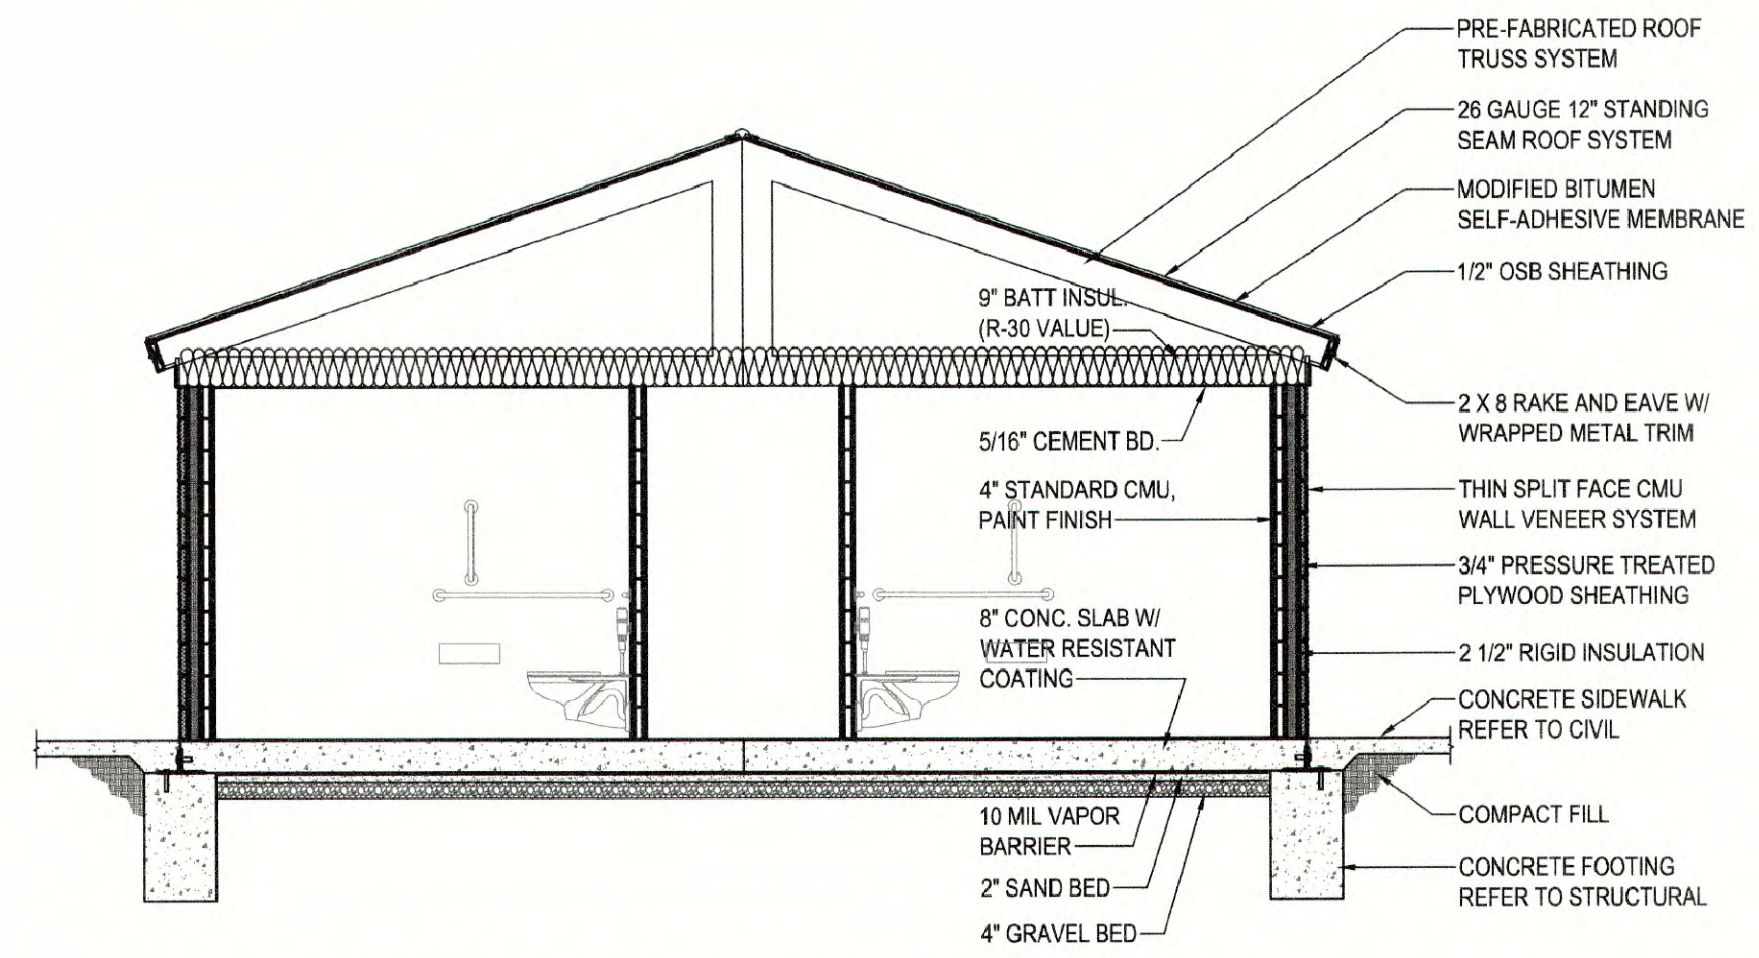 PRE-FABRICATED ROOF
TRUSS SYSTEM
26 GAUGE 12" STANDING
SEAM ROOF SYSTEM
MODIFIED BITUMEN
SELF-ADHESIVE MEMBRANE
1/2" OSB SHEATHING
9" BATT INSUL.
(R-30 VALUE)
2 X 8 RAKE AND EAVE W/
WRAPPED METAL TRIM
5/16" CEMENT BD.
4" STANDARD CMU,
PAINT FINISH
THIN SPLIT FACE CMU
WALL VENEER SYSTEM
3/4" PRESSURE TREATED
PLYWOOD SHEATHING
8" CONC. SLAB W/
WATER RESISTANT
COATING
2 1/2" RIGID INSULATION
CONCRETE SIDEWALK
REFER TO CIVIL
10 MIL VAPOR
BARRIER
2" SAND BED
4" GRAVEL BED
COMPACT FILL
CONCRETE FOOTING
REFER TO STRUCTURAL